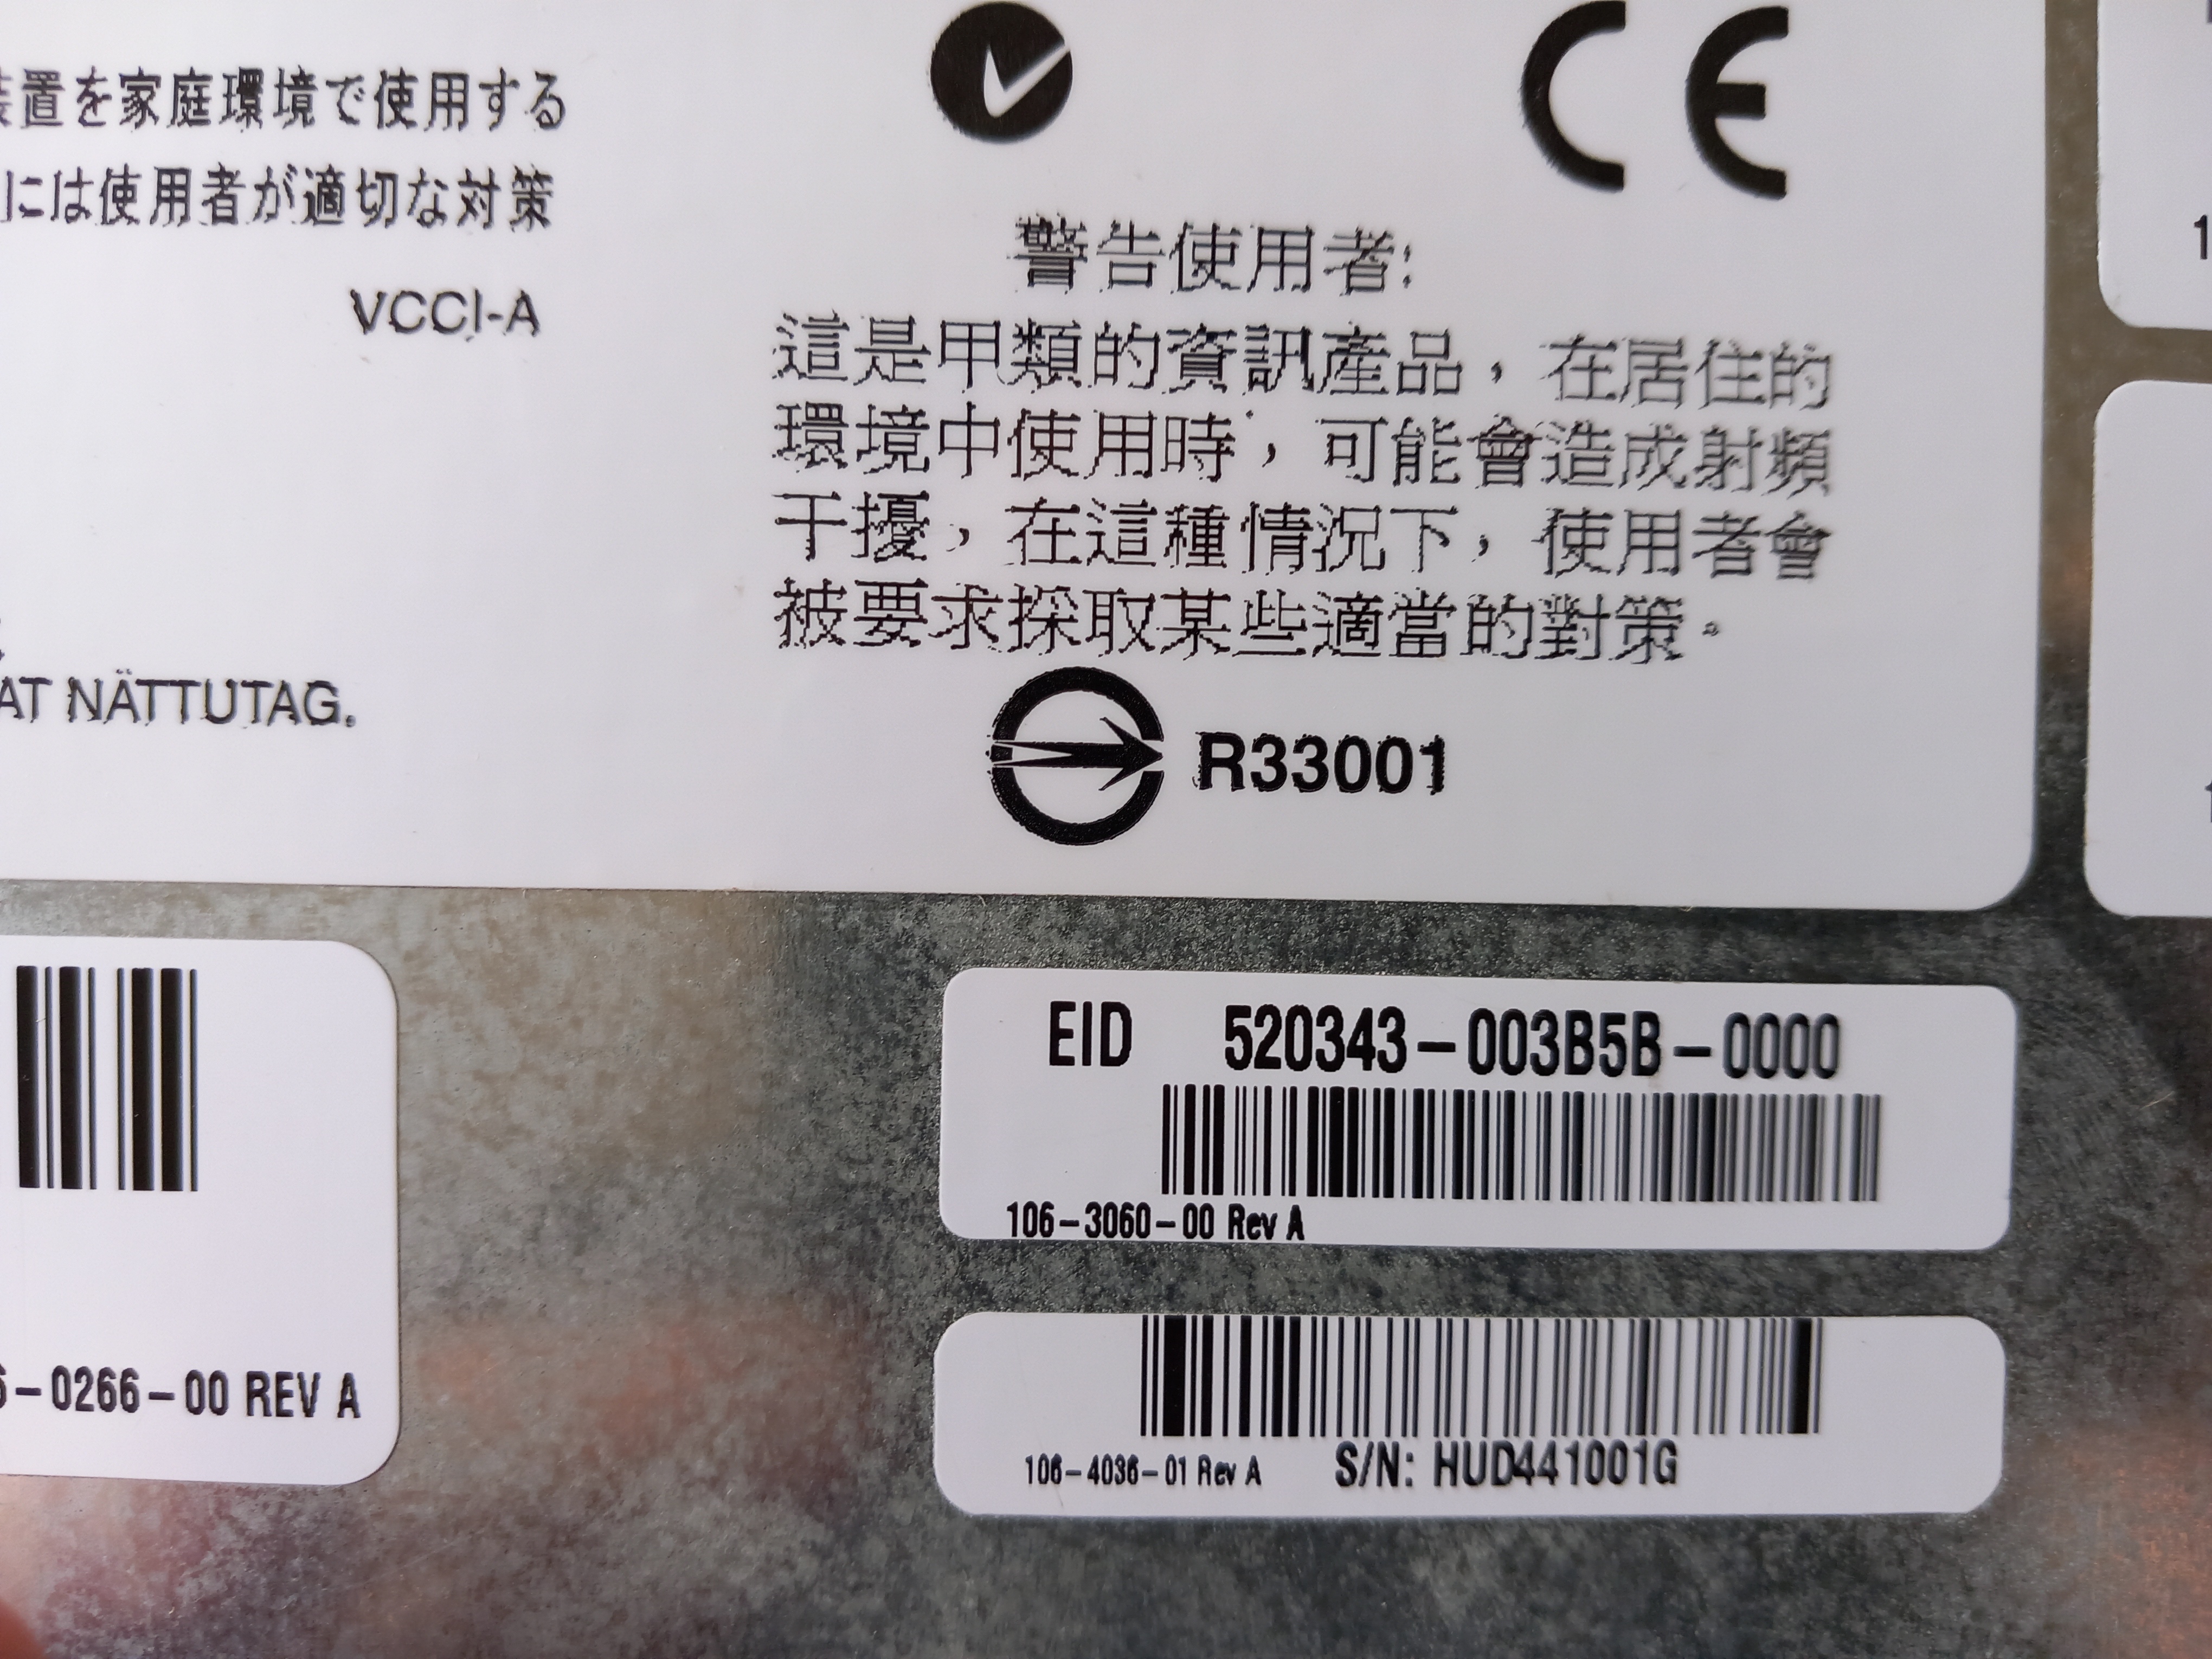 置を家庭環境で使用する
には使用者が適切な対策
VCCI-A
AT NÄTTUTAG.
CE
警告使用者:
這是甲類的資訊產品，在居住的
環境中使用時，可能會造成射頻
干擾，在這種情況下，使用者會
被要求採取某些適當的對策。
R33001
-0266-00 REV A
EID 520343-003B5B-0000
106-3060-00 Rev A
106-4036-01 Rev A S/N: HUD441001G